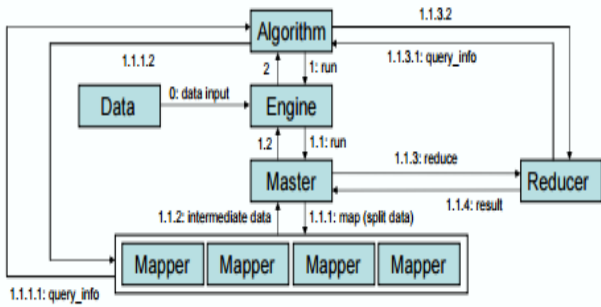 Algorithm
1.1.3.2
1.1.3.1: query_info
1.1.1.2
2
1: run
0: data input
Data
Engine
1.2
1.1: run
1.1.3: reduce
Master
Reducer
1.1.4: result
1.1.2: intermediate data
1.1.1: map (split data)
Mapper
Mapper
Mapper
Mapper
1.1.1.1: query_info